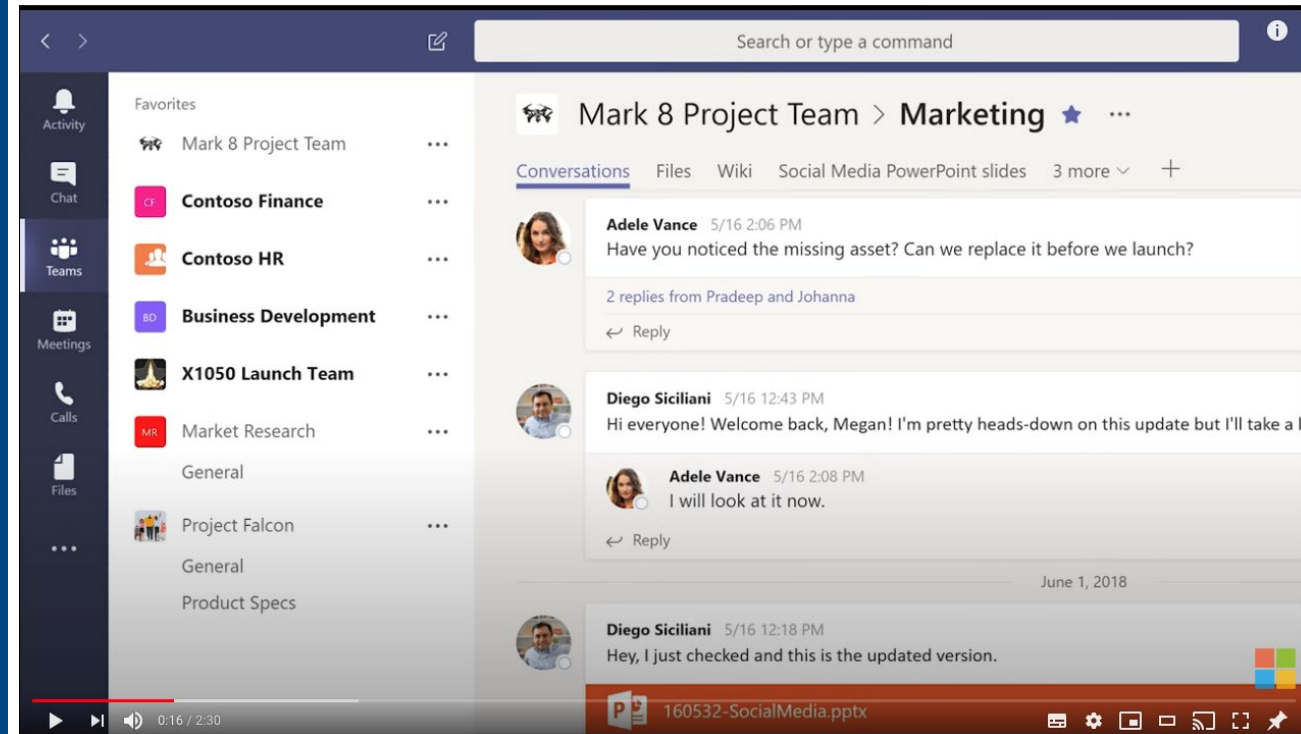 Search or type a command
Activity
Chat
Teams
Meetings
Calls
Files
Favorites
Mark 8 Project Team
CF Contoso Finance
Contoso HR
BD Business Development
X1050 Launch Team
MR Market Research
General
Project Falcon
General
Product Specs
Mark 8 Project Team > Marketing
Conversations Files Wiki Social Media PowerPoint slides 3 more +
Adele Vance 5/16 2:06 PM
Have you noticed the missing asset? Can we replace it before we launch?
2 replies from Pradeep and Johanna
Reply
Diego Siciliani 5/16 12:43 PM
Hi everyone! Welcome back, Megan! I'm pretty heads-down on this update but I'll take a l
Adele Vance 5/16 2:08 PM
I will look at it now.
Reply
June 1, 2018
Diego Siciliani 5/16 12:18 PM
Hey, I just checked and this is the updated version.
P 160532-SocialMedia.pptx
0:16 / 2:30